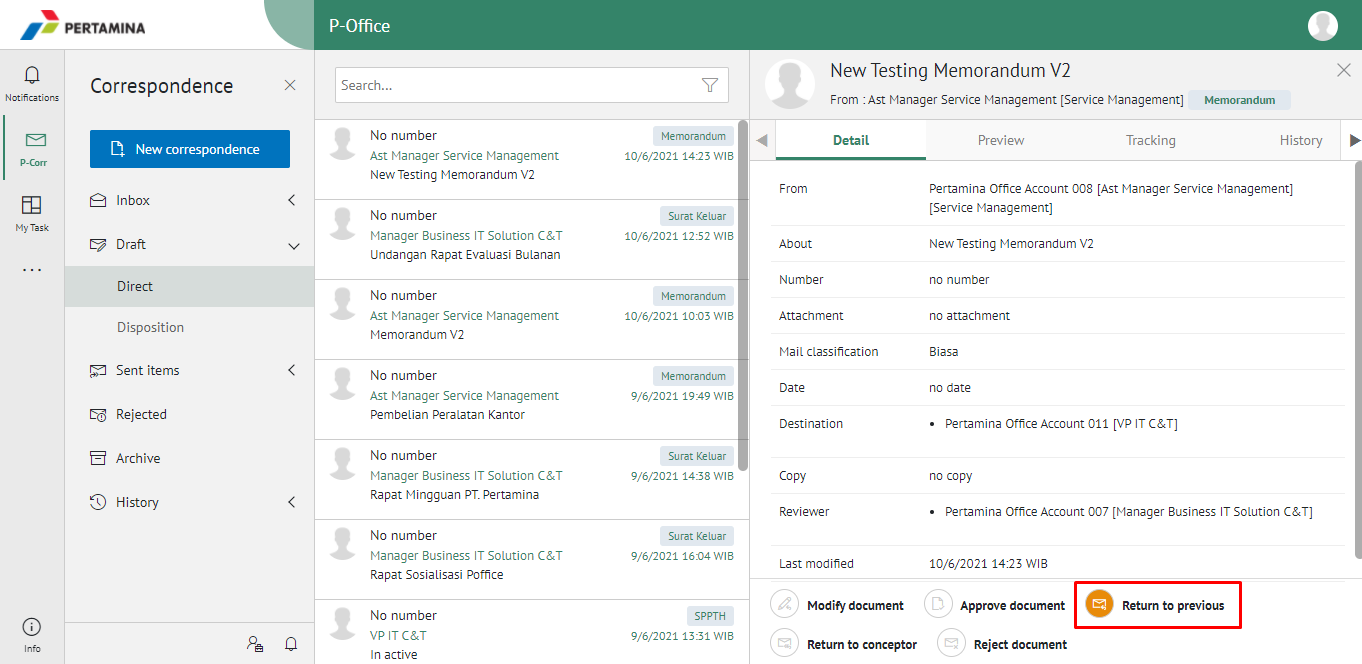 PERTAMINA
P-Office
Notifications
P-Corr
My Task
...
Info
Correspondence
New correspondence
Inbox
Draft
Direct
Disposition
Sent items
Rejected
Archive
History
Search...
No number
Memorandum
Ast Manager Service Management
10/6/2021 14:23 WIB
New Testing Memorandum V2
No number
Surat Keluar
Manager Business IT Solution C&T
10/6/2021 12:52 WIB
Undangan Rapat Evaluasi Bulanan
No number
Memorandum
Ast Manager Service Management
10/6/2021 10:03 WIB
Memorandum V2
No number
Memorandum
Ast Manager Service Management
9/6/2021 19:49 WIB
Pembelian Peralatan Kantor
No number
Surat Keluar
Manager Business IT Solution C&T
9/6/2021 14:38 WIB
Rapat Mingguan PT. Pertamina
No number
Surat Keluar
Manager Business IT Solution C&T
9/6/2021 16:04 WIB
Rapat Sosialisasi Poffice
No number
SPPTH
VP IT C&T
9/6/2021 13:31 WIB
In active
New Testing Memorandum V2
From : Ast Manager Service Management [Service Management]
Memorandum
Detail
Preview
Tracking
History
From
Pertamina Office Account 008 [Ast Manager Service Management]
[Service Management]
About
New Testing Memorandum V2
Number
no number
Attachment
no attachment
Mail classification
Biasa
Date
no date
Destination
• Pertamina Office Account 011 [VP IT C&T]
Copy
no copy
Reviewer
• Pertamina Office Account 007 [Manager Business IT Solution C&T]
Last modified
10/6/2021 14:23 WIB
Modify document
Approve document
Return to previous
Return to conceptor
Reject document